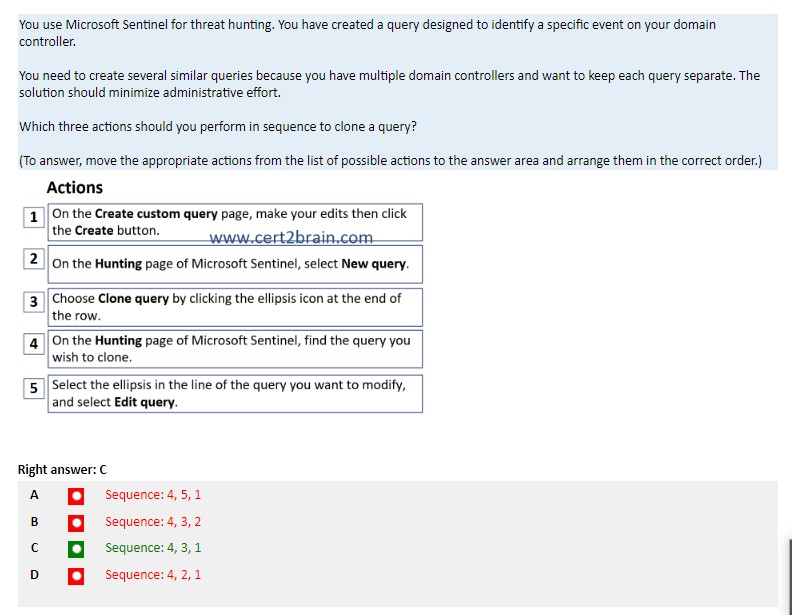 You use Microsoft Sentinel for threat hunting. You have created a query designed to identify a specific event on your domain
controller.
You need to create several similar queries because you have multiple domain controllers and want to keep each query separate. The
solution should minimize administrative effort.
Which three actions should you perform in sequence to clone a query?
(To answer, move the appropriate actions from the list of possible actions to the answer area and arrange them in the correct order.)
Actions
1 On the Create custom query page, make your edits then click
the Create button.
www.cert2brain.com
2 On the Hunting page of Microsoft Sentinel, select New query.
3 Choose Clone query by clicking the ellipsis icon at the end of
the row.
4 On the Hunting page of Microsoft Sentinel, find the query you
wish to clone.
5 Select the ellipsis in the line of the query you want to modify,
and select Edit query.
Right answer: C
A Sequence: 4, 5, 1
B Sequence: 4, 3, 2
C Sequence: 4, 3, 1
D Sequence: 4, 2, 1